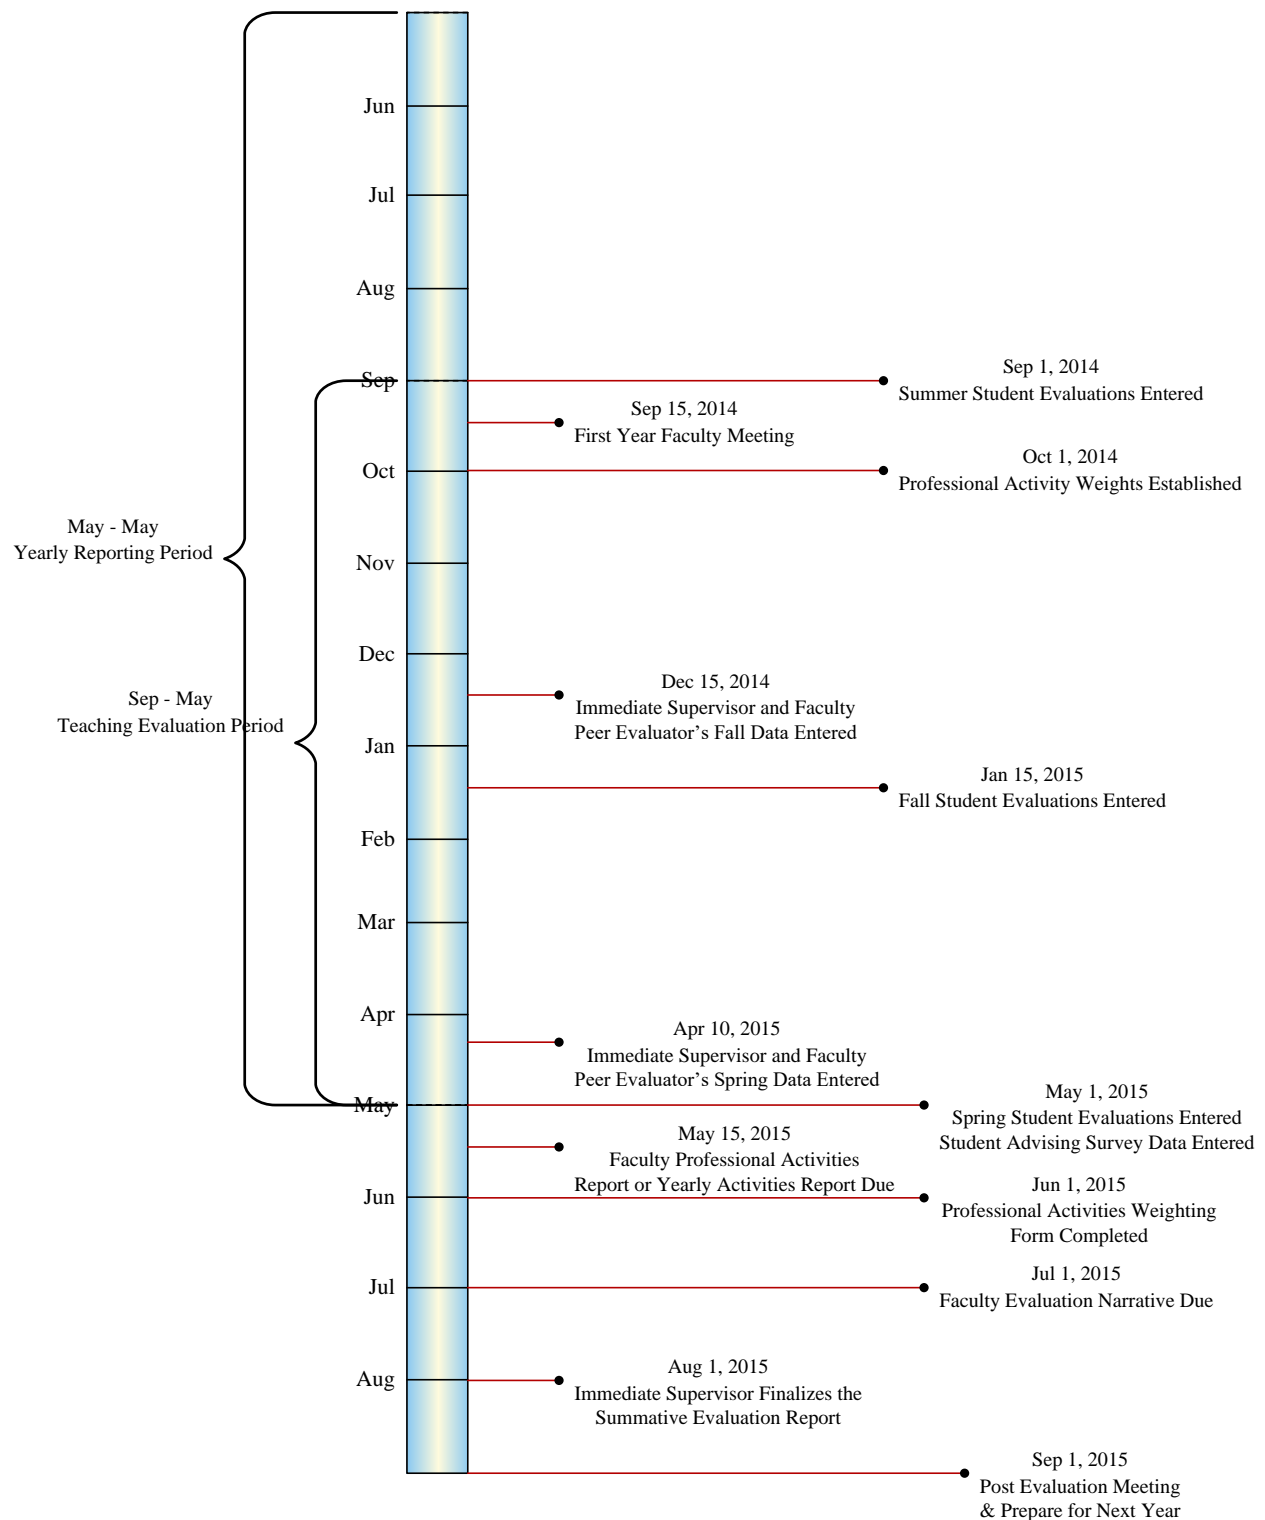 Jun
Jul
Aug
Sep
Sep 1, 2014
Summer Student Evaluations Entered
Sep 15, 2014
First Year Faculty Meeting
Oct
Oct 1, 2014
Professional Activity Weights Established
May - May
Yearly Reporting Period
Nov
Dec
Sep - May
Teaching Evaluation Period
Dec 15, 2014
Immediate Supervisor and Faculty
Peer Evaluator’s Fall Data Entered
Jan
Jan 15, 2015
Fall Student Evaluations Entered
Feb
Mar
Apr
Apr 10, 2015
Immediate Supervisor and Faculty
Peer Evaluator’s Spring Data Entered
May
May 1, 2015
Spring Student Evaluations Entered
Student Advising Survey Data Entered
May 15, 2015
Faculty Professional Activities
Report or Yearly Activities Report Due
Jun
Jun 1, 2015
Professional Activities Weighting
Form Completed
Jul
Jul 1, 2015
Faculty Evaluation Narrative Due
Aug
Aug 1, 2015
Immediate Supervisor Finalizes the
Summative Evaluation Report
Sep 1, 2015
Post Evaluation Meeting
& Prepare for Next Year